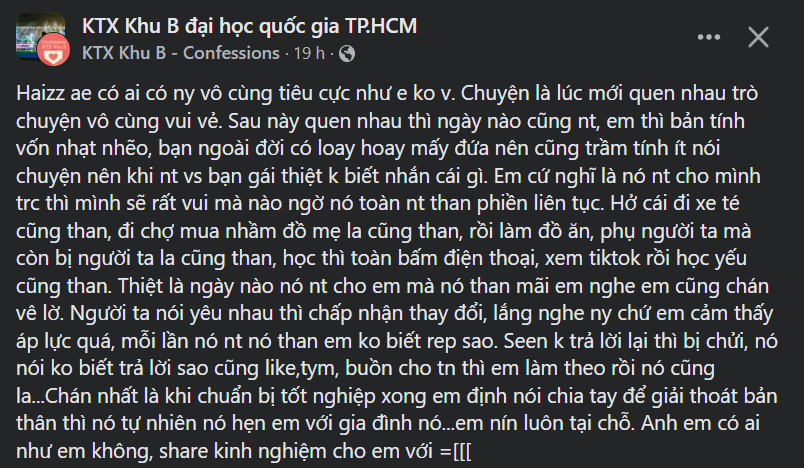 KTX Khu B đại học quốc gia TP.HCM
KTX Khu B - Confessions · 19 h ·
Haizz ae có ai có ny vô cùng tiêu cực như e ko v. Chuyện là lúc mới quen nhau trò
chuyện vô cùng vui vẻ. Sau này quen nhau thì ngày nào cũng nt, em thì bản tính
vốn nhạt nhẽo, bạn ngoài đời có loay hoay mấy đứa nên cũng trầm tính ít nói
chuyện nên khi nt vs bạn gái thiệt k biết nhắn cái gì. Em cứ nghĩ là nó nt cho mình
trc thì mình sẽ rất vui mà nào ngờ nó toàn nt than phiền liên tục. Hở cái đi xe té
cũng than, đi chợ mua nhầm đồ mẹ la cũng than, rồi làm đồ ăn, phụ người ta mà
còn bị người ta la cũng than, học thì toàn bấm điện thoại, xem tiktok rồi học yếu
cũng than. Thiệt là ngày nào nó nt cho em mà nó than mãi em nghe em cũng chán
vê lờ. Người ta nói yêu nhau thì chấp nhận thay đổi, lắng nghe ny chứ em cảm thấy
áp lực quá, mỗi lần nó nt nó than em ko biết rep sao. Seen k trả lời lại thì bị chửi, nó
nói ko biết trả lời sao cũng like,tym, buồn cho tn thì em làm theo rồi nó cũng
la...Chán nhất là khi chuẩn bị tốt nghiệp xong em định nói chia tay để giải thoát bản
thân thì nó tự nhiên nó hẹn em với gia đình nó...em nín luôn tại chỗ. Anh em có ai
như em không, share kinh nghiệm cho em với =[[[